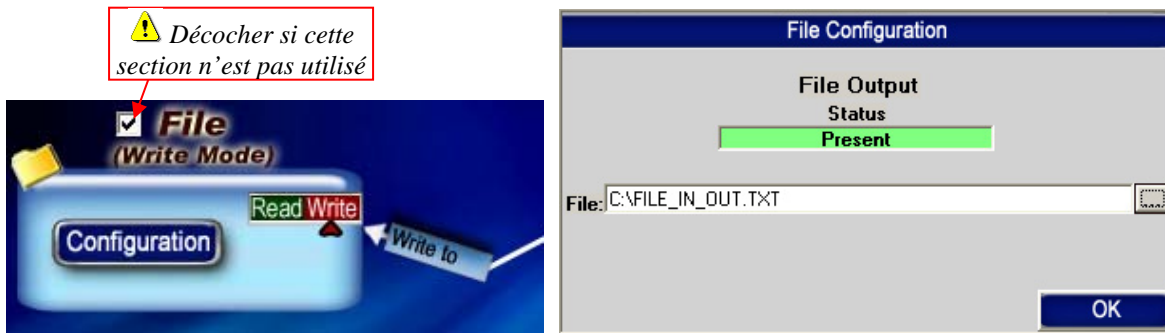 Décocher si cette
section n'est pas utilisé
File
(Write Mode)
Read Write
Configuration
Write to
File Configuration
File Output
Status
Present
File: C:\FILE_IN_OUT.TXT
...
OK